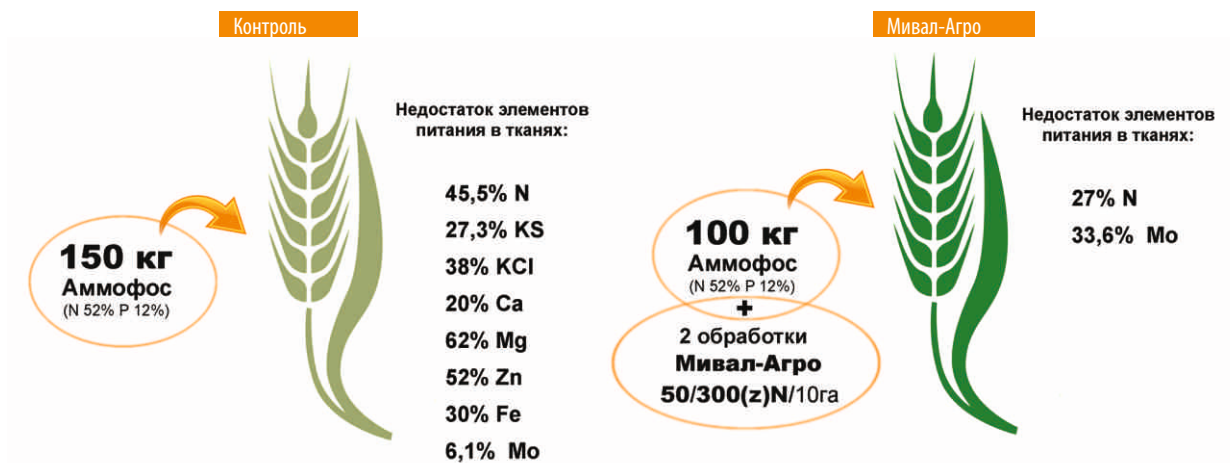 Контроль
Недостаток элементов
питания в тканях:
45,5% N
27,3% KS
38% KCl
20% Ca
62% Mg
52% Zn
30% Fe
6,1% Mo
150 кг
Аммофос
(N 52% P 12%)
Мивал-Агро
Недостаток элементов
питания в тканях:
27% N
33,6% Mo
100 кг
Аммофос
(N 52% P 12%)
+
2 обработки
Мивал-Агро
50/300(z)N/10га